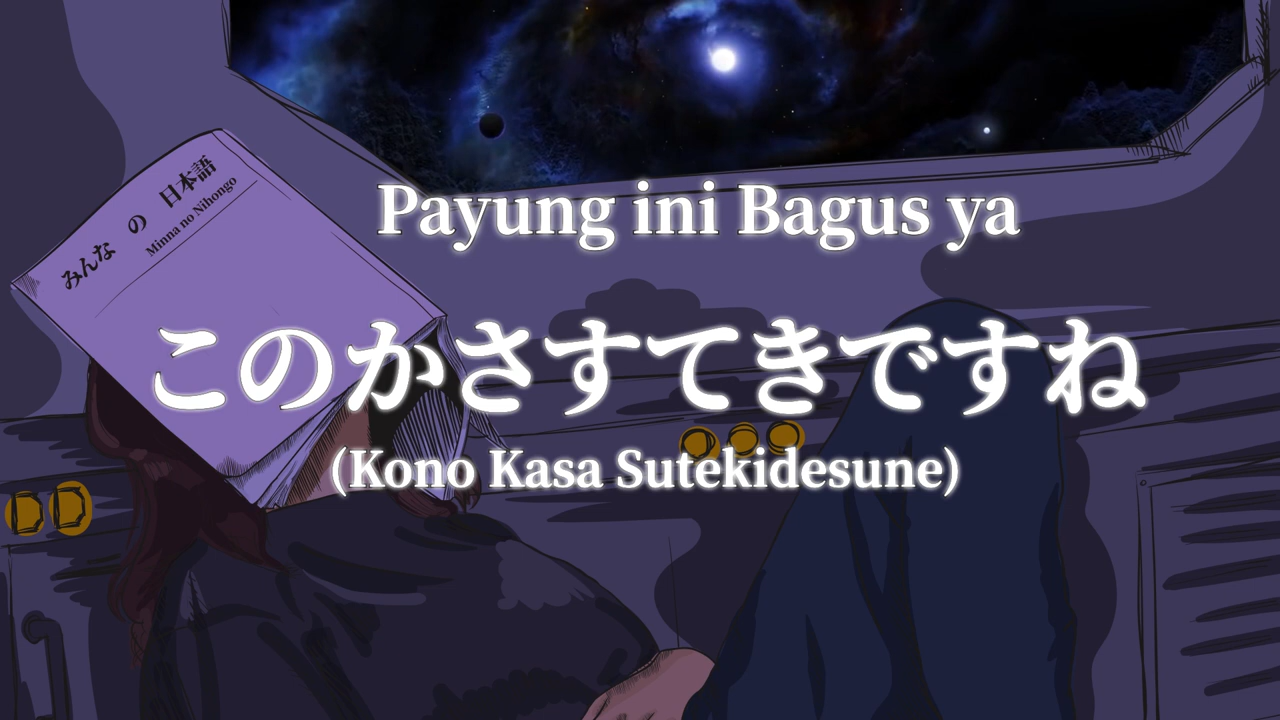 みんな の 日本語
Minna no Nihongo
Payung ini Bagus ya
このかさすてきですね
(Kono Kasa Sutekidesune)